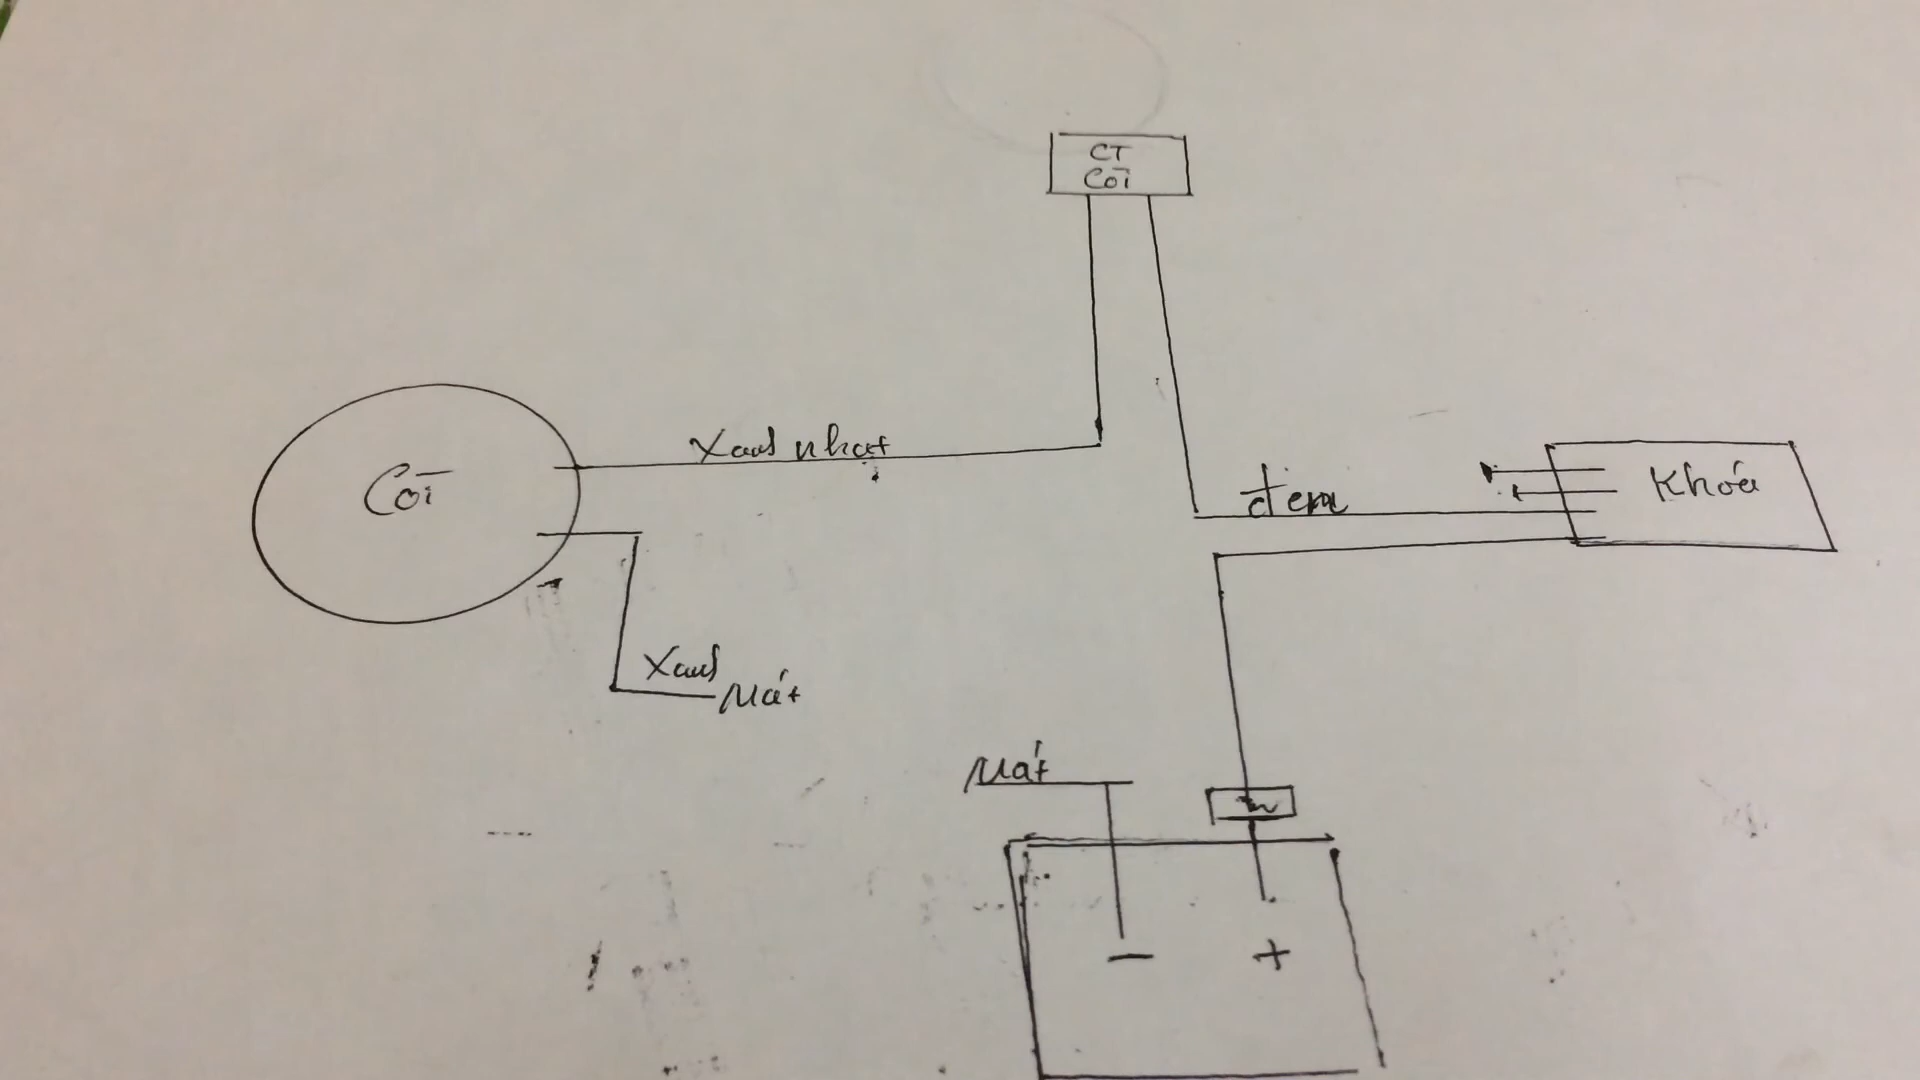 CT
Còi
Còi
Xanh nhạt
đen
Khóa
Xanh
Mát
Mát
- +